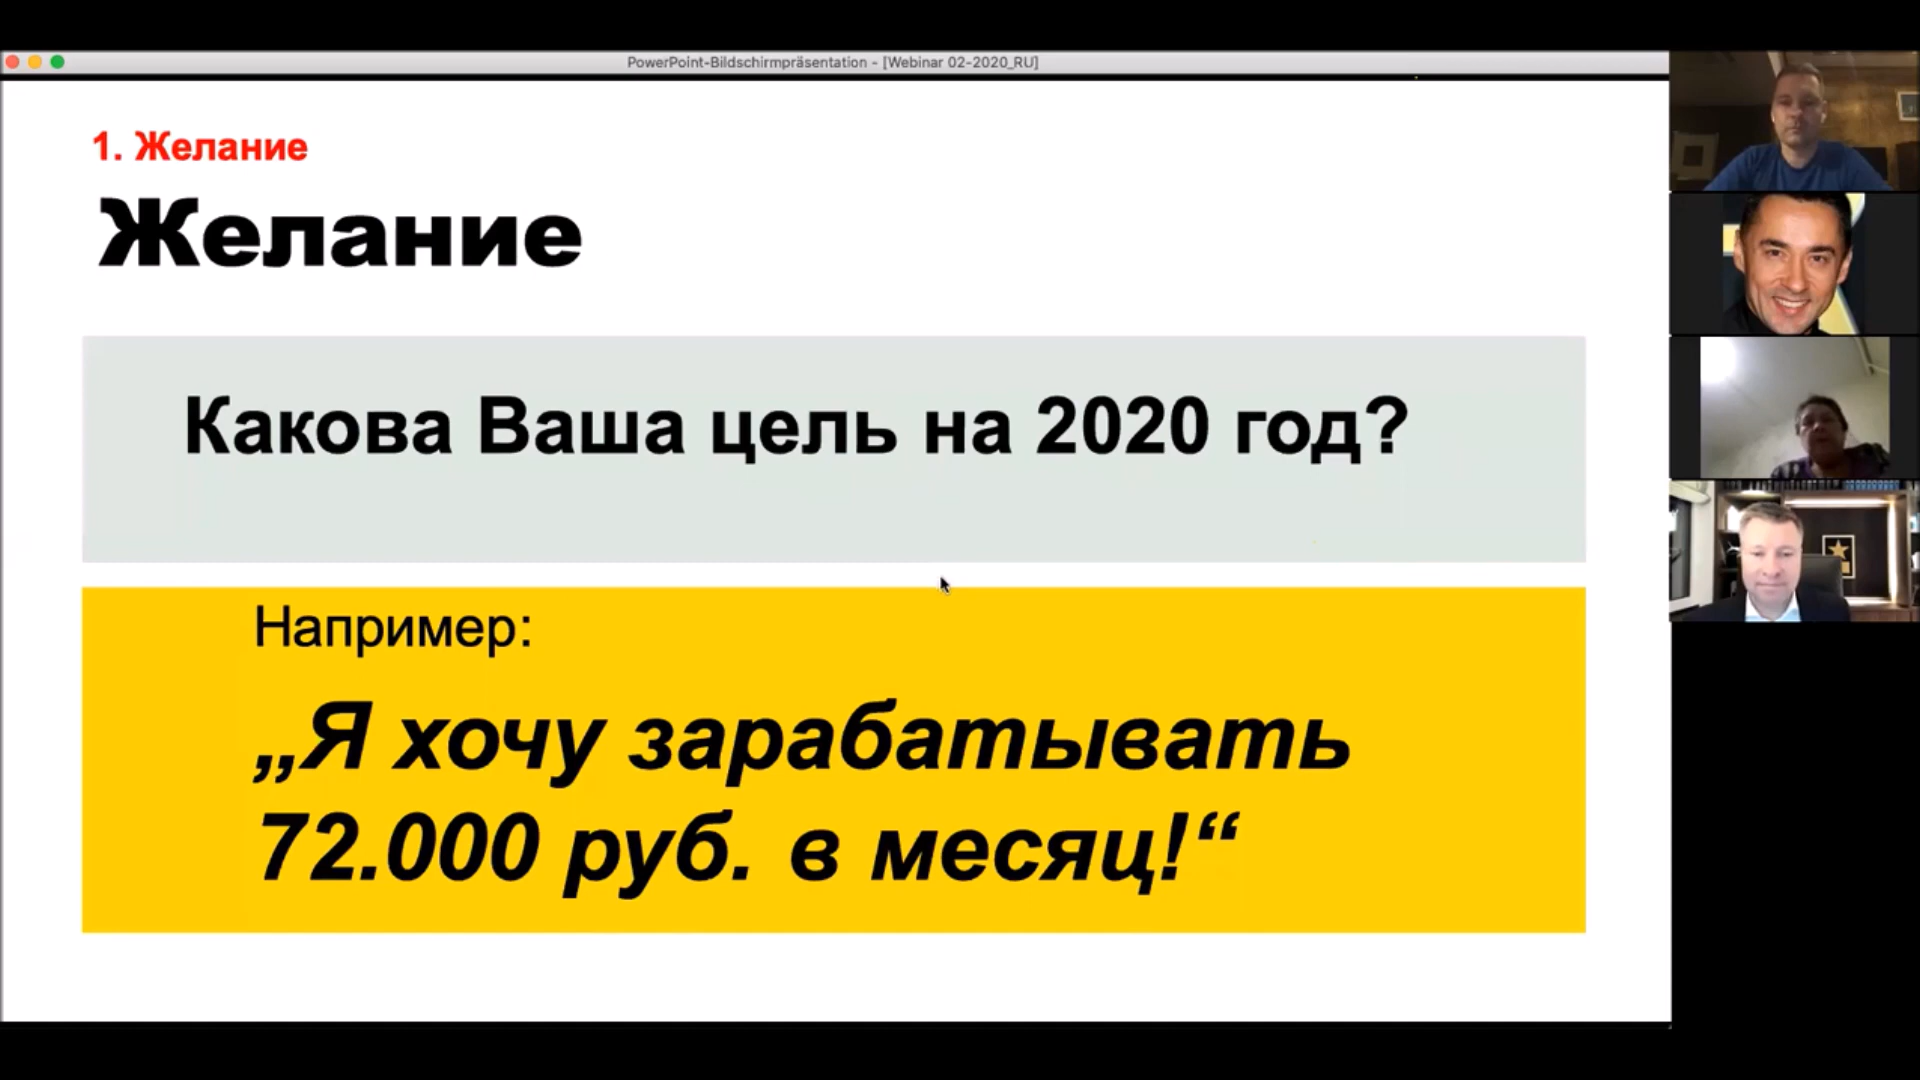 PowerPoint-Bildschirmpräsentation - [Webinar 02-2020_RU]
1. Желание
Желание
Какова Ваша цель на 2020 год?
Например:
„Я хочу зарабатывать
72.000 руб. в месяц!“